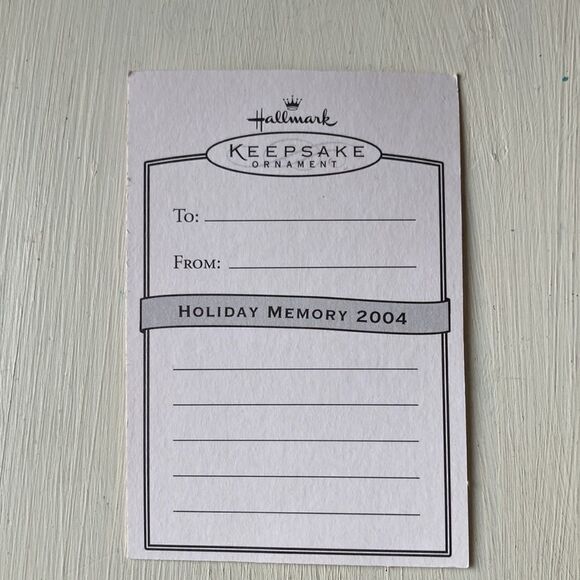 Hallmark
KEEPSAKE
ORNAMENT
TO:
FROM:
HOLIDAY MEMORY 2004